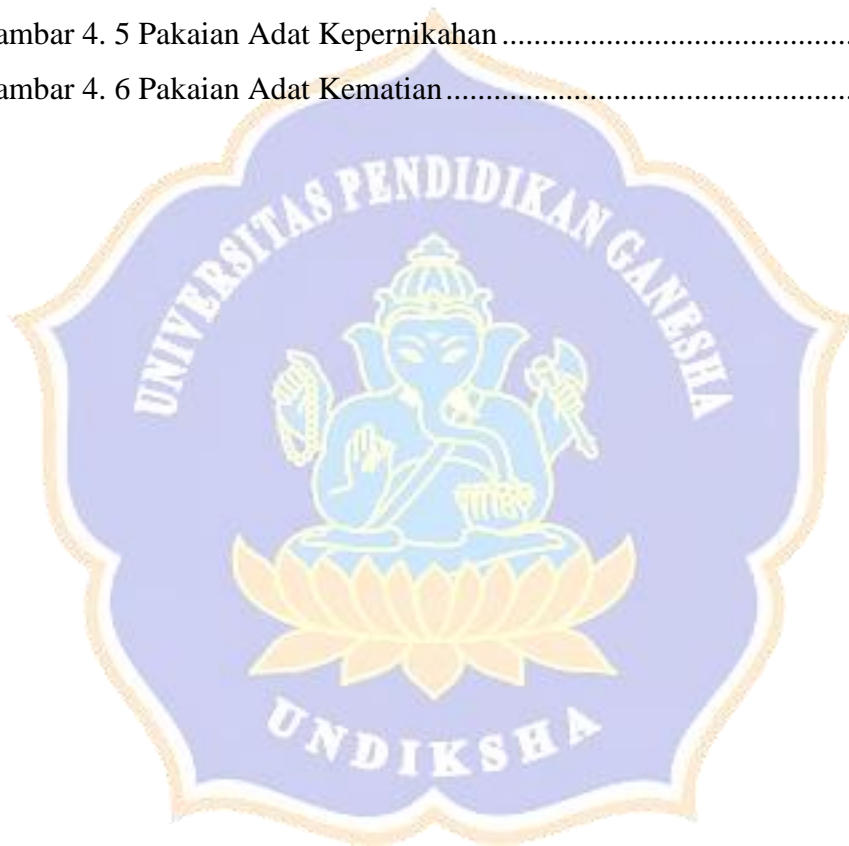 ambar 4. 5 Pakaian Adat Kepernikahan ............................................
ambar 4. 6 Pakaian Adat Kematian ..................................................
UNIVERSITAS PENDIDIKAN GANESHA
UNDIKSHA